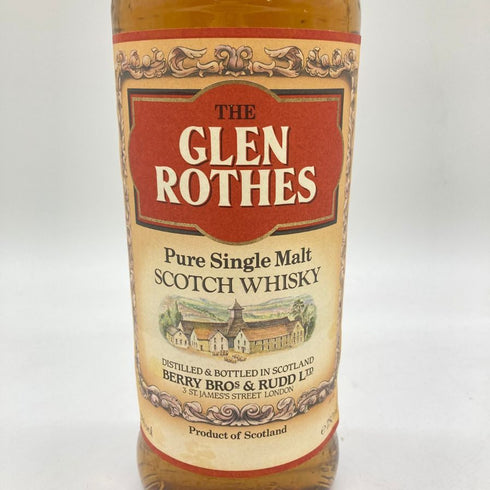 THE
GLEN
ROTHES
Pure Single Malt
SCOTCH WHISKY
DISTILLED & BOTTLED IN SCOTLAND
BERRY BROS & RUDD LTD
3 ST. JAMES'S STREET LONDON
Product of Scotland